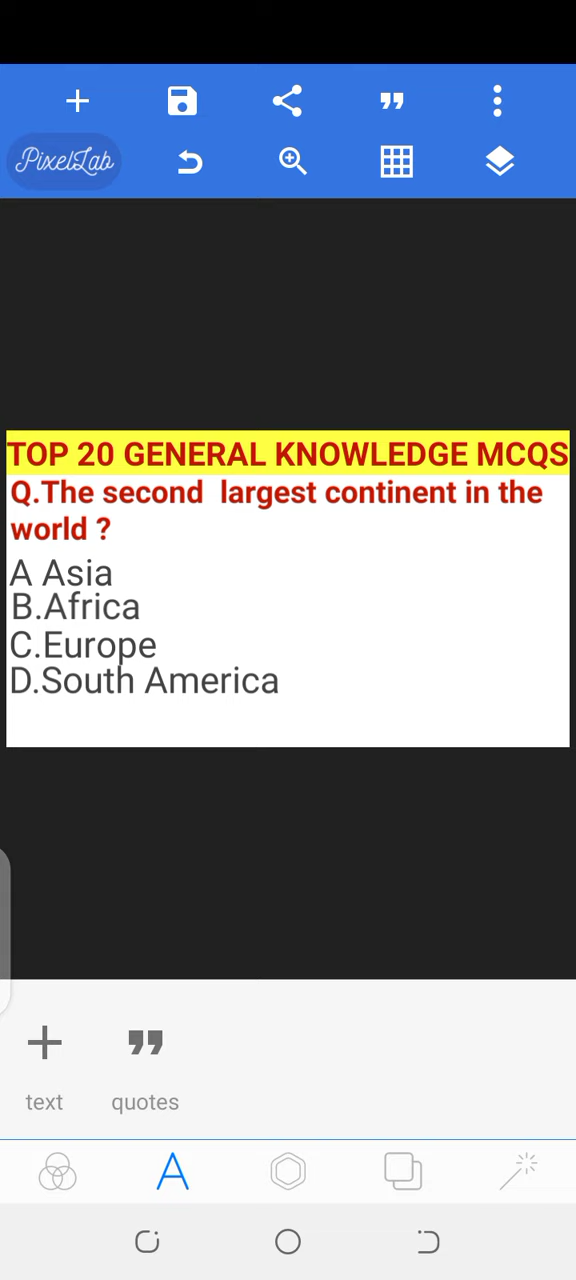 PixelLab
TOP 20 GENERAL KNOWLEDGE MCQS
Q.The second  largest continent in the
world ?
A Asia
B.Africa
C.Europe
D.South America
text
quotes